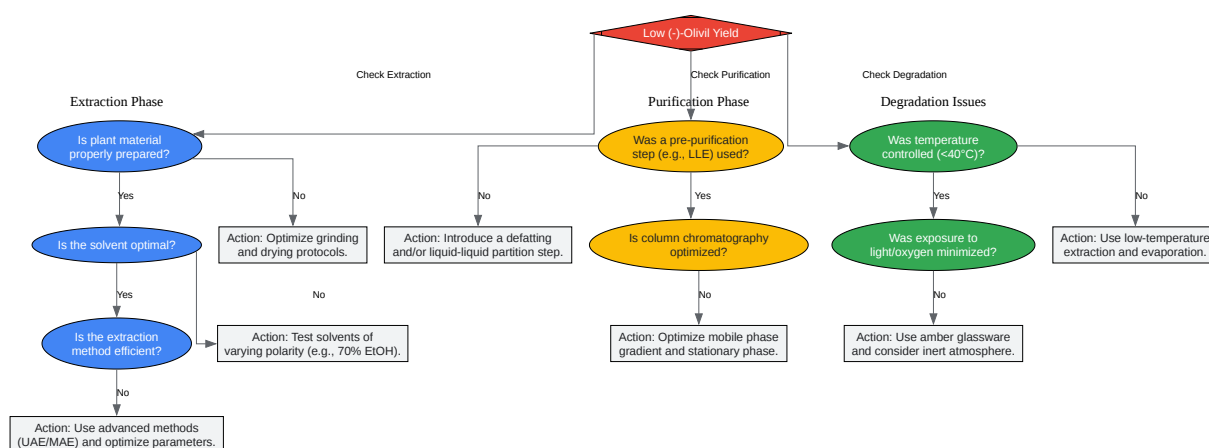 Low (-)-Olivil Yield
Check Extraction
Check Purification
Check Degradation
Extraction Phase
Purification Phase
Degradation Issues
Is plant material
properly prepared?
Was a pre-purification
step (e.g., LLE) used?
Was temperature
controlled (<40°C)?
Yes
No
No
Yes
Yes
No
Is the solvent optimal?
Action: Optimize grinding
and drying protocols.
Action: Introduce a defatting
and/or liquid-liquid partition step.
Is column chromatography
optimized?
Was exposure to
light/oxygen minimized?
Action: Use low-temperature
extraction and evaporation.
Yes
No
No
No
Is the extraction
method efficient?
Action: Test solvents of
varying polarity (e.g., 70% EtOH).
Action: Optimize mobile phase
gradient and stationary phase.
Action: Use amber glassware
and consider inert atmosphere.
No
Action: Use advanced methods
(UAE/MAE) and optimize parameters.